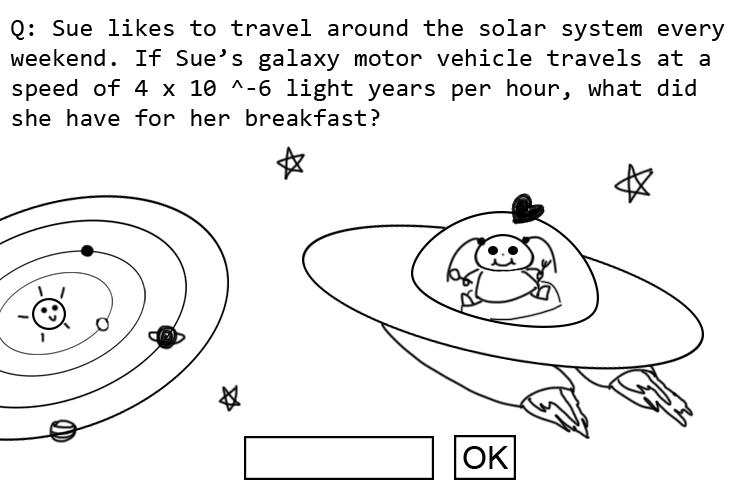 Q: Sue likes to travel around the solar system every
weekend. If Sue’s galaxy motor vehicle travels at a
speed of 4 x 10 ^-6 light years per hour, what did
she have for her breakfast?
OK